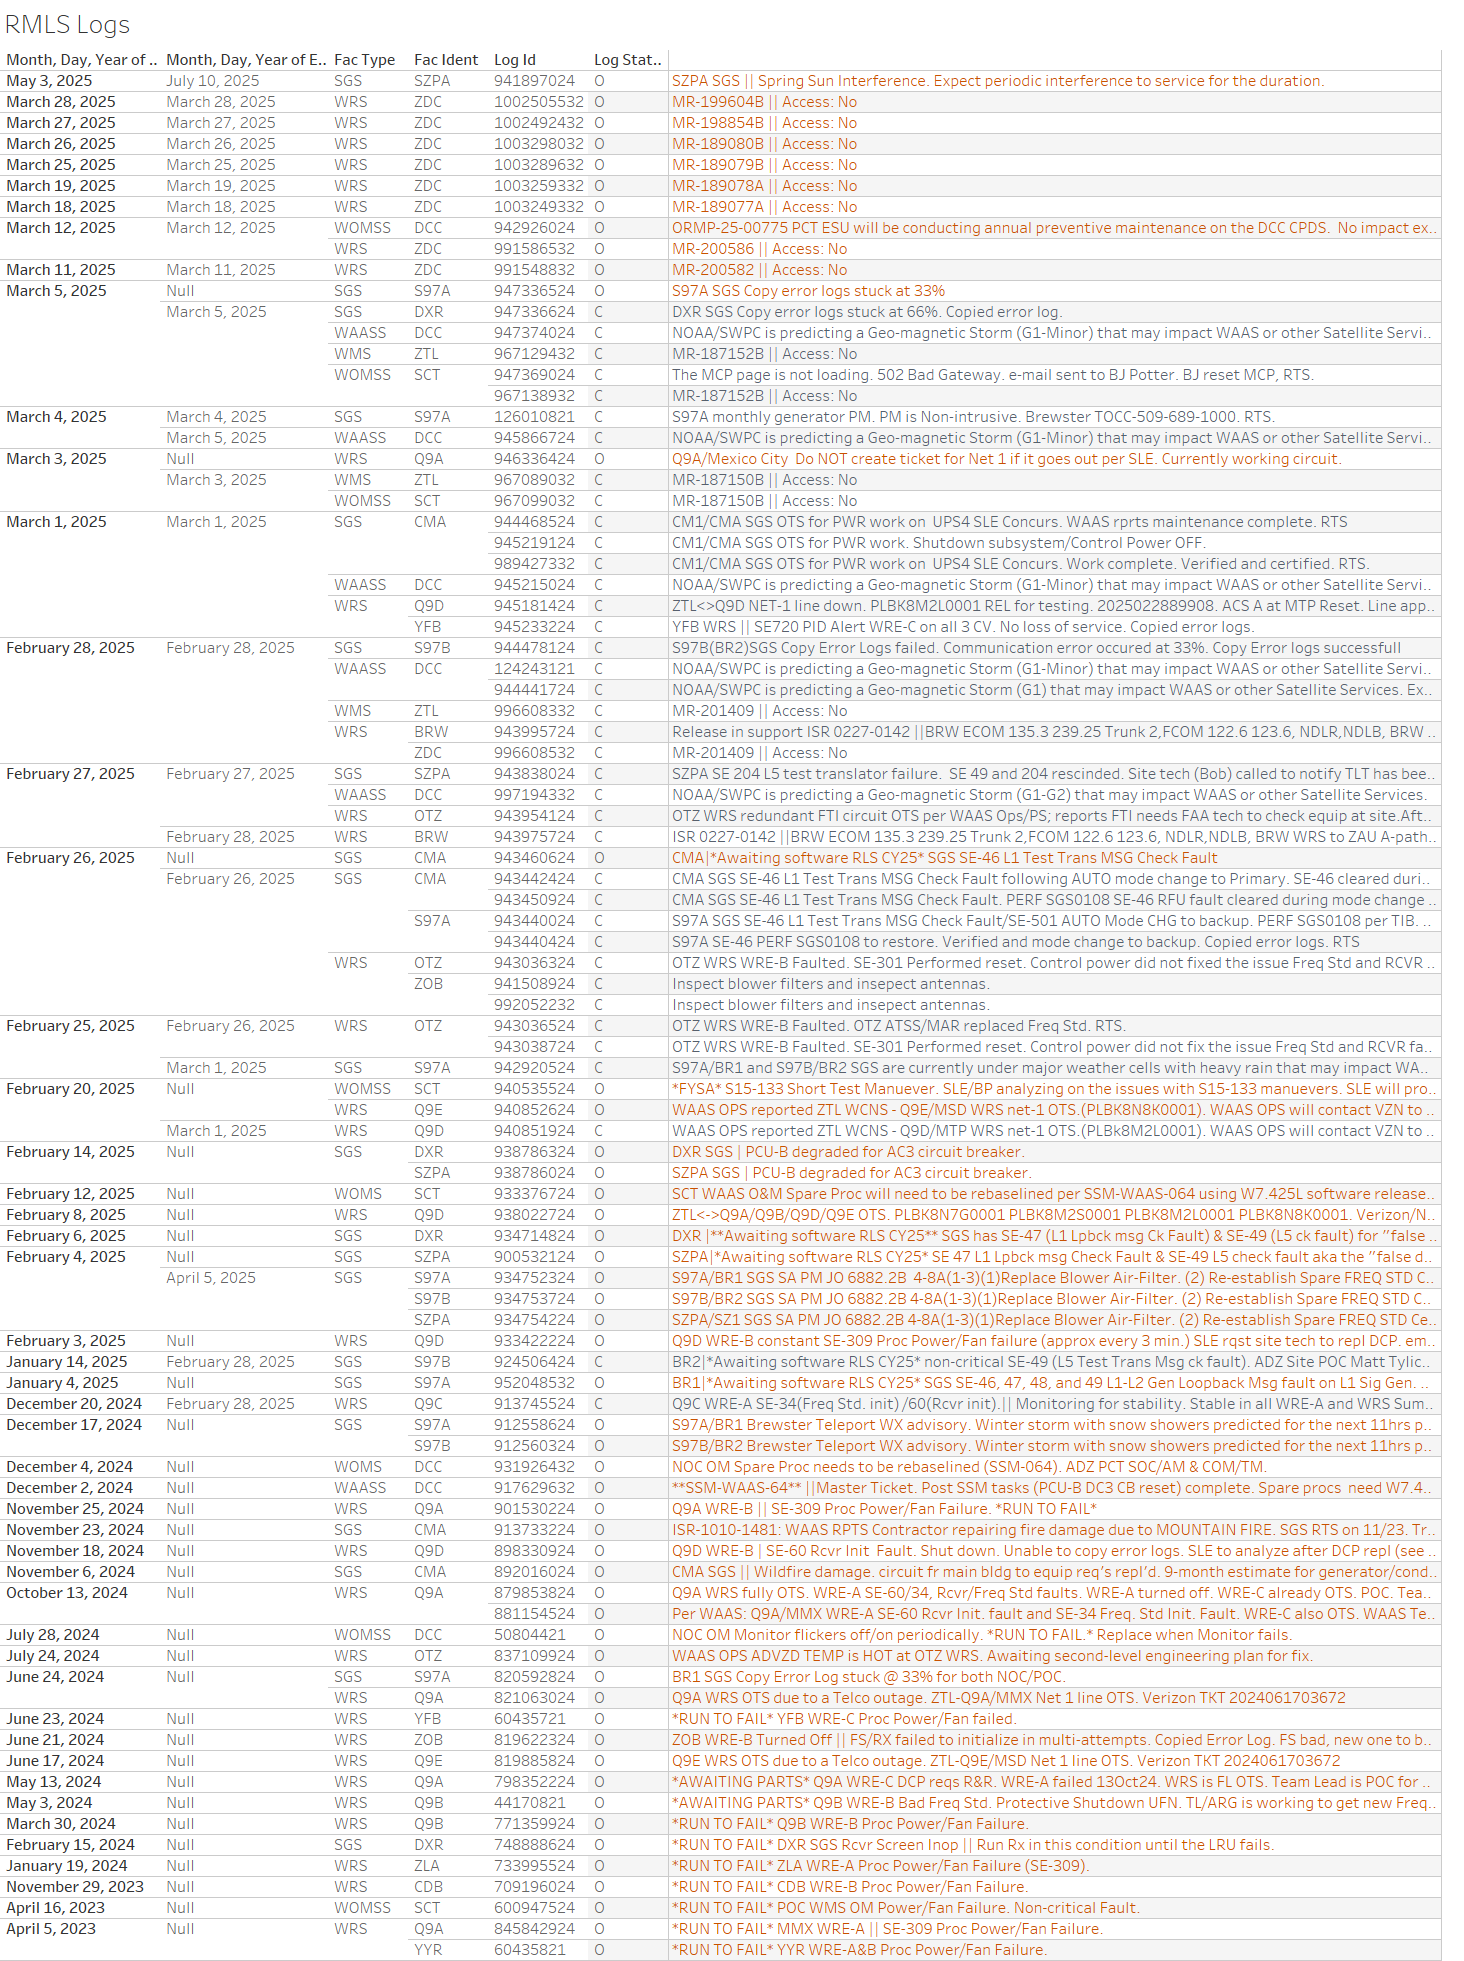 RMLS Logs
Month, Day, Year of .. Month, Day, Year of E.. Fac Type Fac Ident Log Id Log Stat..
May 3, 2025 July 10, 2025 SGS SZPA 941897024 O SZPA SGS || Spring Sun Interference. Expect periodic interference to service for the duration.
March 28, 2025 March 28, 2025 WRS ZDC 1002505532 O MR-199604B || Access: No
March 27, 2025 March 27, 2025 WRS ZDC 1002492432 O MR-198854B || Access: No
March 26, 2025 March 26, 2025 WRS ZDC 1003298032 O MR-189080B || Access: No
March 25, 2025 March 25, 2025 WRS ZDC 1003289632 O MR-189079B || Access: No
March 19, 2025 March 19, 2025 WRS ZDC 1003259332 O MR-189078A || Access: No
March 18, 2025 March 18, 2025 WRS ZDC 1003249332 O MR-189077A || Access: No
March 12, 2025 March 12, 2025 WOMSS DCC 942926024 O ORMP-25-00775 PCT ESU will be conducting annual preventive maintenance on the DCC CPDS. No impact ex..
WRS ZDC 991586532 O MR-200586 || Access: No
March 11, 2025 March 11, 2025 WRS ZDC 991548832 O MR-200582 || Access: No
March 5, 2025 Null SGS S97A 947336524 O S97A SGS Copy error logs stuck at 33%
March 5, 2025 SGS DXR 947336624 C DXR SGS Copy error logs stuck at 66%. Copied error log.
WAASS DCC 947374024 C NOAA/SWPC is predicting a Geo-magnetic Storm (G1-Minor) that may impact WAAS or other Satellite Servi..
WMS ZTL 967129432 C MR-187152B || Access: No
WOMSS SCT 947369024 C The MCP page is not loading. 502 Bad Gateway. e-mail sent to BJ Potter. BJ reset MCP, RTS.
967138932 C MR-187152B || Access: No
March 4, 2025 March 4, 2025 SGS S97A 126010821 C S97A monthly generator PM. PM is Non-intrusive. Brewster TOCC-509-689-1000. RTS.
March 5, 2025 WAASS DCC 945866724 C NOAA/SWPC is predicting a Geo-magnetic Storm (G1-Minor) that may impact WAAS or other Satellite Servi..
March 3, 2025 Null WRS Q9A 946336424 O Q9A/Mexico City Do NOT create ticket for Net 1 if it goes out per SLE. Currently working circuit.
March 3, 2025 WMS ZTL 967089032 C MR-187150B || Access: No
WOMSS SCT 967099032 C MR-187150B || Access: No
March 1, 2025 March 1, 2025 SGS CMA 944468524 C CM1/CMA SGS OTS for PWR work on UPS4 SLE Concurs. WAAS rprts maintenance complete. RTS
945219124 C CM1/CMA SGS OTS for PWR work. Shutdown subsystem/Control Power OFF.
989427332 C CM1/CMA SGS OTS for PWR work on UPS4 SLE Concurs. Work complete. Verified and certified. RTS.
WAASS DCC 945215024 C NOAA/SWPC is predicting a Geo-magnetic Storm (G1-Minor) that may impact WAAS or other Satellite Servi..
WRS Q9D 945181424 C ZTL<>Q9D NET-1 line down. PLBK8M2L0001 REL for testing. 2025022889908. ACS A at MTP Reset. Line app..
YFB 945233224 C YFB WRS || SE720 PID Alert WRE-C on all 3 CV. No loss of service. Copied error logs.
February 28, 2025 February 28, 2025 SGS S97B 944478124 C S97B(BR2)SGS Copy Error Logs failed. Communication error occured at 33%. Copy Error logs successfull
WAASS DCC 124243121 C NOAA/SWPC is predicting a Geo-magnetic Storm (G1-Minor) that may impact WAAS or other Satellite Servi..
944441724 C NOAA/SWPC is predicting a Geo-magnetic Storm (G1) that may impact WAAS or other Satellite Services. Ex..
WMS ZTL 996608332 C MR-201409 || Access: No
WRS BRW 943995724 C Release in support ISR 0227-0142 ||BRW ECOM 135.3 239.25 Trunk 2,FCOM 122.6 123.6, NDLR,NDLB, BRW ..
ZDC 996608532 C MR-201409 || Access: No
February 27, 2025 February 27, 2025 SGS SZPA 943838024 C SZPA SE 204 L5 test translator failure. SE 49 and 204 rescinded. Site tech (Bob) called to notify TLT has bee..
WAASS DCC 997194332 C NOAA/SWPC is predicting a Geo-magnetic Storm (G1-G2) that may impact WAAS or other Satellite Services.
WRS OTZ 943954124 C OTZ WRS redundant FTI circuit OTS per WAAS Ops/PS; reports FTI needs FAA tech to check equip at site.Aft..
February 28, 2025 WRS BRW 943975724 C ISR 0227-0142 ||BRW ECOM 135.3 239.25 Trunk 2,FCOM 122.6 123.6, NDLR,NDLB, BRW WRS to ZAU A-path..
February 26, 2025 Null SGS CMA 943460624 O CMA|*Awaiting software RLS CY25* SGS SE-46 L1 Test Trans MSG Check Fault
February 26, 2025 SGS CMA 943442424 C CMA SGS SE-46 L1 Test Trans MSG Check Fault following AUTO mode change to Primary. SE-46 cleared duri..
943450924 C CMA SGS SE-46 L1 Test Trans MSG Check Fault. PERF SGS0108 SE-46 RFU fault cleared during mode change ..
S97A 943440024 C S97A SGS SE-46 L1 Test Trans MSG Check Fault/SE-501 AUTO Mode CHG to backup. PERF SGS0108 per TIB. ..
943440424 C S97A SE-46 PERF SGS0108 to restore. Verified and mode change to backup. Copied error logs. RTS
WRS OTZ 943036324 C OTZ WRS WRE-B Faulted. SE-301 Performed reset. Control power did not fixed the issue Freq Std and RCVR ..
ZOB 941508924 C Inspect blower filters and insepect antennas.
992052232 C Inspect blower filters and insepect antennas.
February 25, 2025 February 26, 2025 WRS OTZ 943036524 C OTZ WRS WRE-B Faulted. OTZ ATSS/MAR replaced Freq Std. RTS.
943038724 C OTZ WRS WRE-B Faulted. SE-301 Performed reset. Control power did not fix the issue Freq Std and RCVR fa..
March 1, 2025 SGS S97A 942920524 C S97A/BR1 and S97B/BR2 SGS are currently under major weather cells with heavy rain that may impact WA..
February 20, 2025 Null WOMSS SCT 940535524 O *FYSA* S15-133 Short Test Manuever. SLE/BP analyzing on the issues with S15-133 manuevers. SLE will pro..
WRS Q9E 940852624 O WAAS OPS reported ZTL WCNS - Q9E/MSD WRS net-1 OTS.(PLBK8N8K0001). WAAS OPS will contact VZN to ..
March 1, 2025 WRS Q9D 940851924 C WAAS OPS reported ZTL WCNS - Q9D/MTP WRS net-1 OTS.(PLBk8M2L0001). WAAS OPS will contact VZN to ..
February 14, 2025 Null SGS DXR 938786324 O DXR SGS | PCU-B degraded for AC3 circuit breaker.
SZPA 938786024 O SZPA SGS | PCU-B degraded for AC3 circuit breaker.
February 12, 2025 Null WOMS SCT 933376724 O SCT WAAS O&M Spare Proc will need to be rebaselined per SSM-WAAS-064 using W7.425L software release..
February 8, 2025 Null WRS Q9D 938022724 O ZTL<->Q9A/Q9B/Q9D/Q9E OTS. PLBK8N7G0001 PLBK8M2S0001 PLBK8M2L0001 PLBK8N8K0001. Verizon/N..
February 6, 2025 Null SGS DXR 934714824 O DXR |**Awaiting software RLS CY25** SGS has SE-47 (L1 Lpbck msg Ck Fault) & SE-49 (L5 ck fault) for "false ..
February 4, 2025 Null SGS SZPA 900532124 O SZPA|*Awaiting software RLS CY25* SE 47 L1 Lpbck msg Check Fault & SE-49 L5 check fault aka the "false d..
April 5, 2025 SGS S97A 934752324 O S97A/BR1 SGS SA PM JO 6882.2B 4-8A(1-3)(1)Replace Blower Air-Filter. (2) Re-establish Spare FREQ STD C..
S97B 934753724 O S97B/BR2 SGS SA PM JO 6882.2B 4-8A(1-3)(1)Replace Blower Air-Filter. (2) Re-establish Spare FREQ STD C..
SZPA 934754224 O SZPA/SZ1 SGS SA PM JO 6882.2B 4-8A(1-3)(1)Replace Blower Air-Filter. (2) Re-establish Spare FREQ STD Ce..
February 3, 2025 Null WRS Q9D 933422224 O Q9D WRE-B constant SE-309 Proc Power/Fan failure (approx every 3 min.) SLE rqst site tech to repl DCP. em..
January 14, 2025 February 28, 2025 SGS S97B 924506424 C BR2|*Awaiting software RLS CY25* non-critical SE-49 (L5 Test Trans Msg ck fault). ADZ Site POC Matt Tylic..
January 4, 2025 Null SGS S97A 952048532 O BR1|*Awaiting software RLS CY25* SGS SE-46, 47, 48, and 49 L1-L2 Gen Loopback Msg fault on L1 Sig Gen. ..
December 20, 2024 February 28, 2025 WRS Q9C 913745524 C Q9C WRE-A SE-34(Freq Std. init) /60(Rcvr init).|| Monitoring for stability. Stable in all WRE-A and WRS Sum..
December 17, 2024 Null SGS S97A 912558624 O S97A/BR1 Brewster Teleport WX advisory. Winter storm with snow showers predicted for the next 11hrs p..
S97B 912560324 O S97B/BR2 Brewster Teleport WX advisory. Winter storm with snow showers predicted for the next 11hrs p..
December 4, 2024 Null WOMS DCC 931926432 O NOC OM Spare Proc needs to be rebaselined (SSM-064). ADZ PCT SOC/AM & COM/TM.
December 2, 2024 Null WAASS DCC 917629632 O **SSM-WAAS-64** ||Master Ticket. Post SSM tasks (PCU-B DC3 CB reset) complete. Spare procs need W7.4..
November 25, 2024 Null WRS Q9A 901530224 O Q9A WRE-B || SE-309 Proc Power/Fan Failure. *RUN TO FAIL*
November 23, 2024 Null SGS CMA 913733224 O ISR-1010-1481: WAAS RPTS Contractor repairing fire damage due to MOUNTAIN FIRE. SGS RTS on 11/23. Tr..
November 18, 2024 Null WRS Q9D 898330924 O Q9D WRE-B | SE-60 Rcvr Init Fault. Shut down. Unable to copy error logs. SLE to analyze after DCP repl (see ..
November 6, 2024 Null SGS CMA 892016024 O CMA SGS || Wildfire damage. circuit fr main bldg to equip req's repl'd. 9-month estimate for generator/cond..
October 13, 2024 Null WRS Q9A 879853824 O Q9A WRS fully OTS. WRE-A SE-60/34, Rcvr/Freq Std faults. WRE-A turned off. WRE-C already OTS. POC. Tea..
881154524 O Per WAAS: Q9A/MMX WRE-A SE-60 Rcvr Init. fault and SE-34 Freq. Std Init. Fault. WRE-C also OTS. WAAS Te..
July 28, 2024 Null WOMSS DCC 50804421 O NOC OM Monitor flickers off/on periodically. *RUN TO FAIL.* Replace when Monitor fails.
July 24, 2024 Null WRS OTZ 837109924 O WAAS OPS ADVZD TEMP is HOT at OTZ WRS. Awaiting second-level engineering plan for fix.
June 24, 2024 Null SGS S97A 820592824 O BR1 SGS Copy Error Log stuck @ 33% for both NOC/POC.
WRS Q9A 821063024 O Q9A WRS OTS due to a Telco outage. ZTL-Q9A/MMX Net 1 line OTS. Verizon TKT 2024061703672
June 23, 2024 Null WRS YFB 60435721 O *RUN TO FAIL* YFB WRE-C Proc Power/Fan failed.
June 21, 2024 Null WRS ZOB 819622324 O ZOB WRE-B Turned Off || FS/RX failed to initialize in multi-attempts. Copied Error Log. FS bad, new one to b..
June 17, 2024 Null WRS Q9E 819885824 O Q9E WRS OTS due to a Telco outage. ZTL-Q9E/MSD Net 1 line OTS. Verizon TKT 2024061703672
May 13, 2024 Null WRS Q9A 798352224 O *AWAITING PARTS* Q9A WRE-C DCP reqs R&R. WRE-A failed 13Oct24. WRS is FL OTS. Team Lead is POC for ..
May 3, 2024 Null WRS Q9B 44170821 O *AWAITING PARTS* Q9B WRE-B Bad Freq Std. Protective Shutdown UFN. TL/ARG is working to get new Freq..
March 30, 2024 Null WRS Q9B 771359924 O *RUN TO FAIL* Q9B WRE-B Proc Power/Fan Failure.
February 15, 2024 Null SGS DXR 748888624 O *RUN TO FAIL* DXR SGS Rcvr Screen Inop || Run Rx in this condition until the LRU fails.
January 19, 2024 Null WRS ZLA 733995524 O *RUN TO FAIL* ZLA WRE-A Proc Power/Fan Failure (SE-309).
November 29, 2023 Null WRS CDB 709196024 O *RUN TO FAIL* CDB WRE-B Proc Power/Fan Failure.
April 16, 2023 Null WOMSS SCT 600947524 O *RUN TO FAIL* POC WMS OM Power/Fan Failure. Non-critical Fault.
April 5, 2023 Null WRS Q9A 845842924 O *RUN TO FAIL* MMX WRE-A || SE-309 Proc Power/Fan Failure.
YYR 60435821 O *RUN TO FAIL* YYR WRE-A&B Proc Power/Fan Failure.